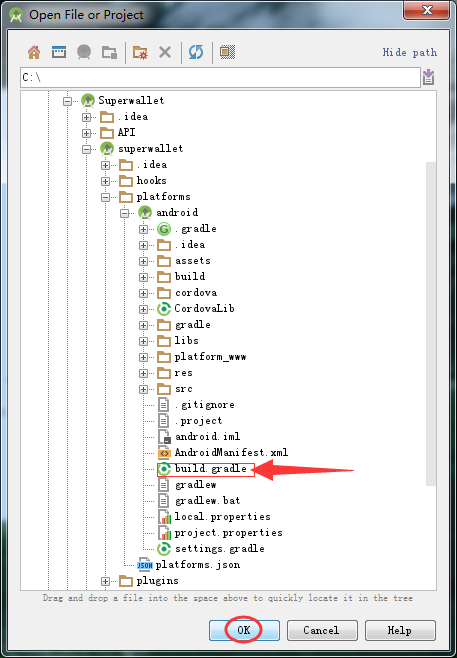 Open File or Project
Hide path
C:\
Superwallet
.idea
API
superwallet
.idea
hooks
platforms
android
G .gradle
.idea
assets
build
cordova
CordovaLib
gradle
libs
platform_www
res
src
.gitignore
.project
android.iml
AndroidManifest.xml
build.gradle
gradlew
gradlew.bat
local.properties
project.properties
settings.gradle
JSON platforms.json
plugins
Drag and drop a file into the space above to quickly locate it in the tree
OK Cancel Help